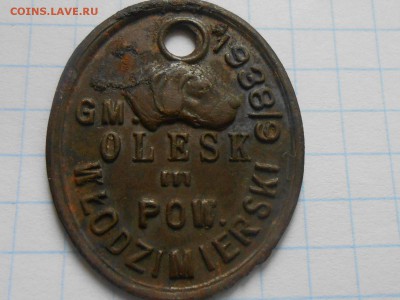 COINS.LAVE.RU
1938/9
GM.
OLESK
m
POW.
WŁODZIMIERSKI